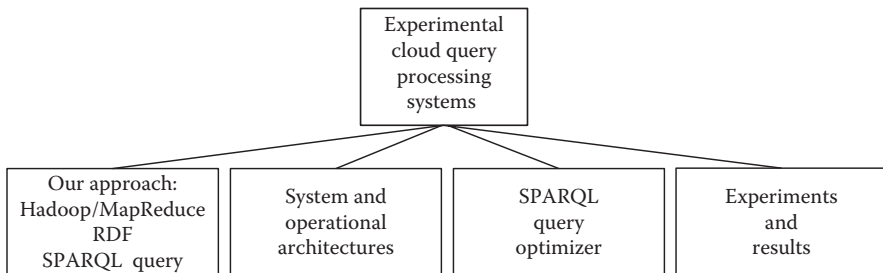 Experimental
cloud query
processing
systems
Our approach:
Hadoop/MapReduce
RDF
SPARQL query
System and
operational
architectures
SPARQL
query
optimizer
Experiments
and
results